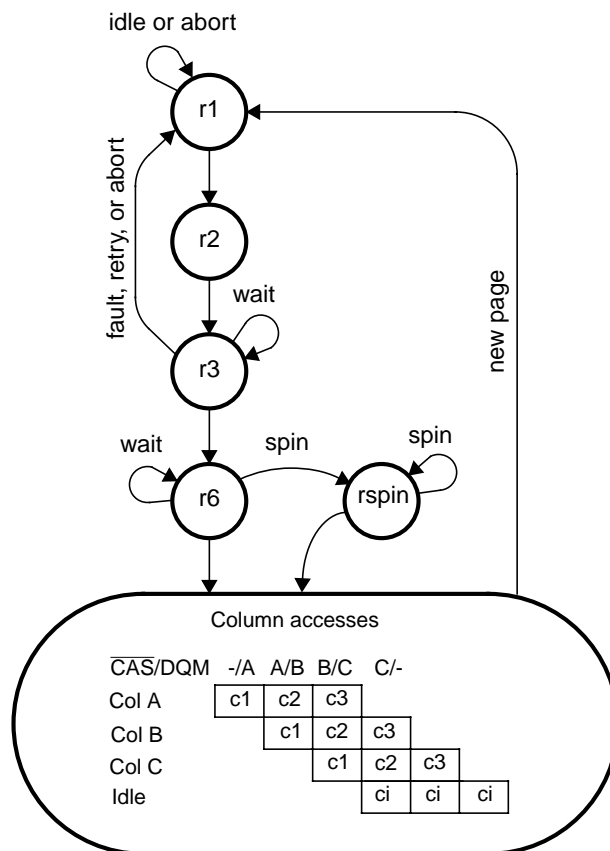 idle or abort
r1
fault, retry, or abort
r2
wait
r3
new page
wait
spin
spin
r6
rspin
Column accesses
CAS/DQM -/A A/B B/C C/-
Col A c1 c2 c3
Col B c1 c2 c3
Col C c1 c2 c3
Idle ci ci ci